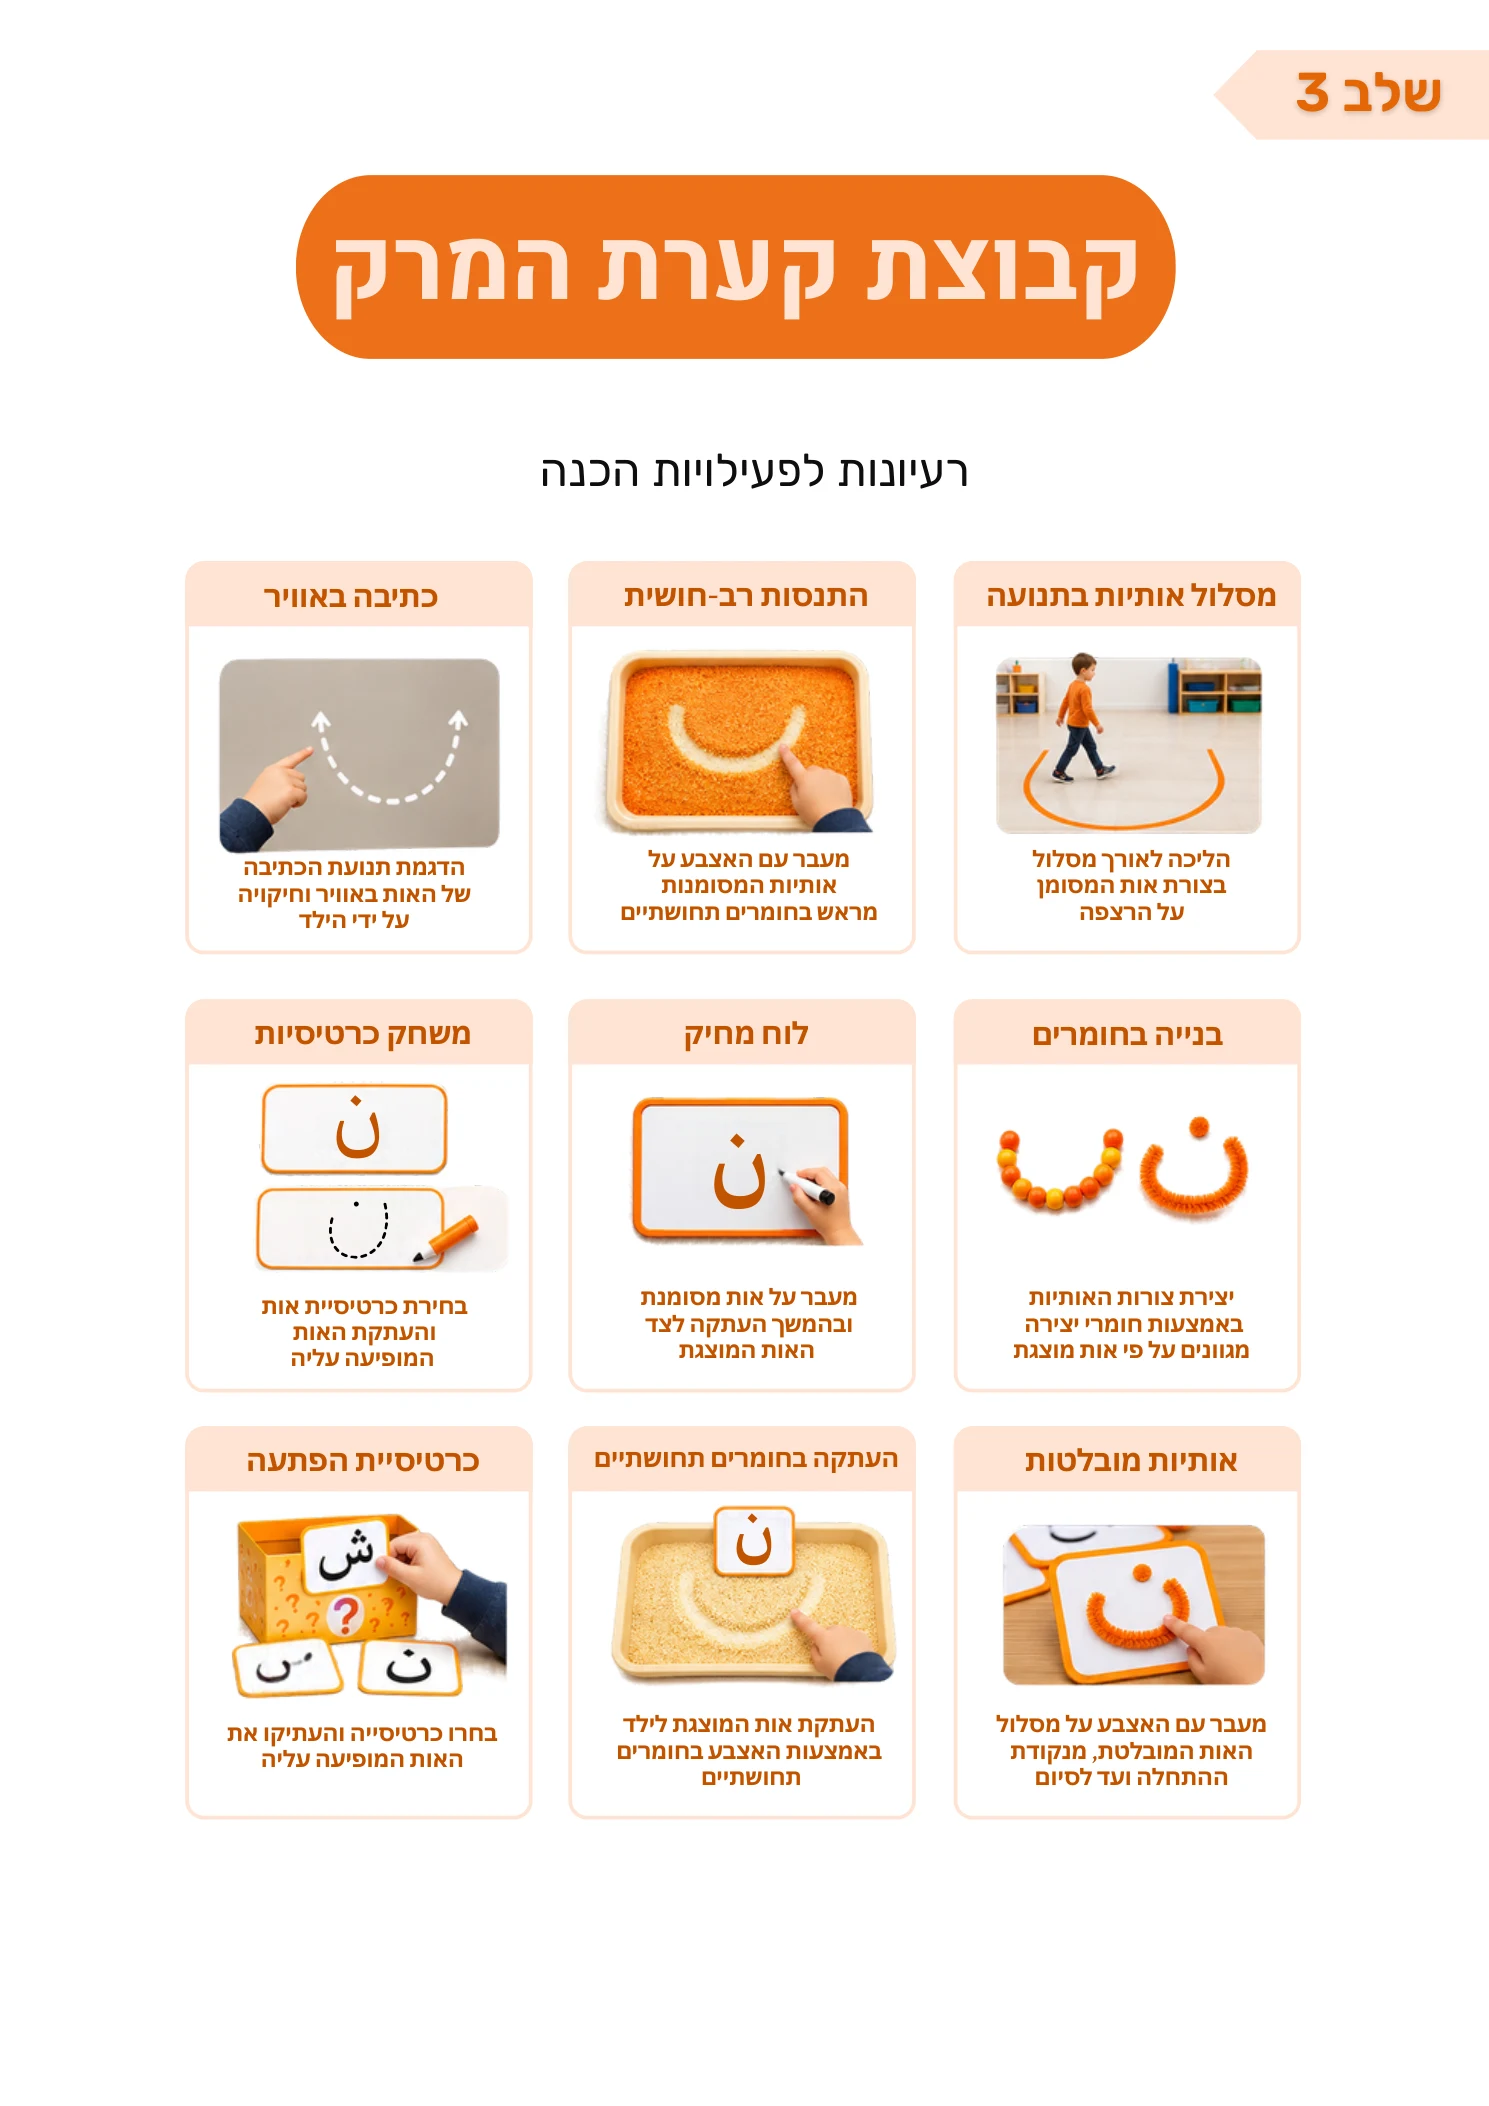 שלב 3
קבוצת קערת המרק
רעיונות לפעילויות הכנה
מסלול אותיות בתנועה
הליכה לאורך מסלול
בצורת אות המסומן
על הרצפה
התנסות רב-חושית
מעבר עם האצבע על
אותיות המסומנות
מראש בחומרים תחושתיים
כתיבה באוויר
הדגמת תנועת הכתיבה
של האות באוויר וחיקויה
על ידי הילד
בנייה בחומרים
ن
יצירת צורות האותיות
באמצעות חומרי יצירה
מגוונים על פי אות מוצגת
לוח מחיק
ن
מעבר על אות מסומנת
ובהמשך העתקה לצד
האות המוצגת
משחק כרטיסיות
ن
ن
בחירת כרטיסיית אות
והעתקת האות
המופיעה עליה
אותיות מובלטות
ن
מעבר עם האצבע על מסלול
האות המובלטת, מנקודת
ההתחלה ועד לסיום
העתקה בחומרים תחושתיים
ن
העתקת אות המוצגת לילד
באמצעות האצבע בחומרים
תחושתיים
כרטיסיית הפתעה
ش
?
ن
בחרו כרטיסייה והעתיקו את
האות המופיעה עליה